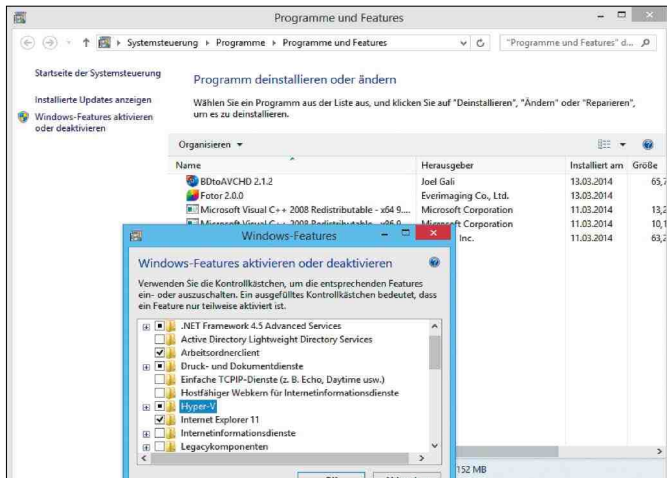 Programme und Features
Systemsteuerung ▸ Programme ▸ Programme und Features
"Programme und Features" d...
Startseite der Systemsteuerung
Installierte Updates anzeigen
Windows-Features aktivieren
oder deaktivieren
Programm deinstallieren oder ändern
Wählen Sie ein Programm aus der Liste aus, und klicken Sie auf "Deinstallieren", "Ändern" oder "Reparieren",
um es zu deinstallieren.
Organisieren
Name Herausgeber Installiert am Größe
BDtoAVCHD 2.1.2 Joel Gali 13.03.2014 65,7
Fotor 2.0.0 Everimaging Co., Ltd. 13.03.2014
Microsoft Visual C++ 2008 Redistributable - x64 9.... Microsoft Corporation 11.03.2014 13,2
Microsoft Visual C++ 2008 Redistributable - x86 9.... Microsoft Corporation 11.03.2014 10,1
Inc. 11.03.2014 63,2
Windows-Features
Windows-Features aktivieren oder deaktivieren
Verwenden Sie die Kontrollkästchen, um die entsprechenden Features
ein- oder auszuschalten. Ein ausgefülltes Kontrollkästchen bedeutet, dass
ein Feature nur teilweise aktiviert ist.
.NET Framework 4.5 Advanced Services
Active Directory Lightweight Directory Services
Arbeitsordnerclient
Druck- und Dokumentdienste
Einfache TCPIP-Dienste (z. B. Echo, Daytime usw.)
Hostfähiger Webkern für Internetinformationsdienste
Hyper-V
Internet Explorer 11
Internetinformationsdienste
Legacykomponenten
152 MB